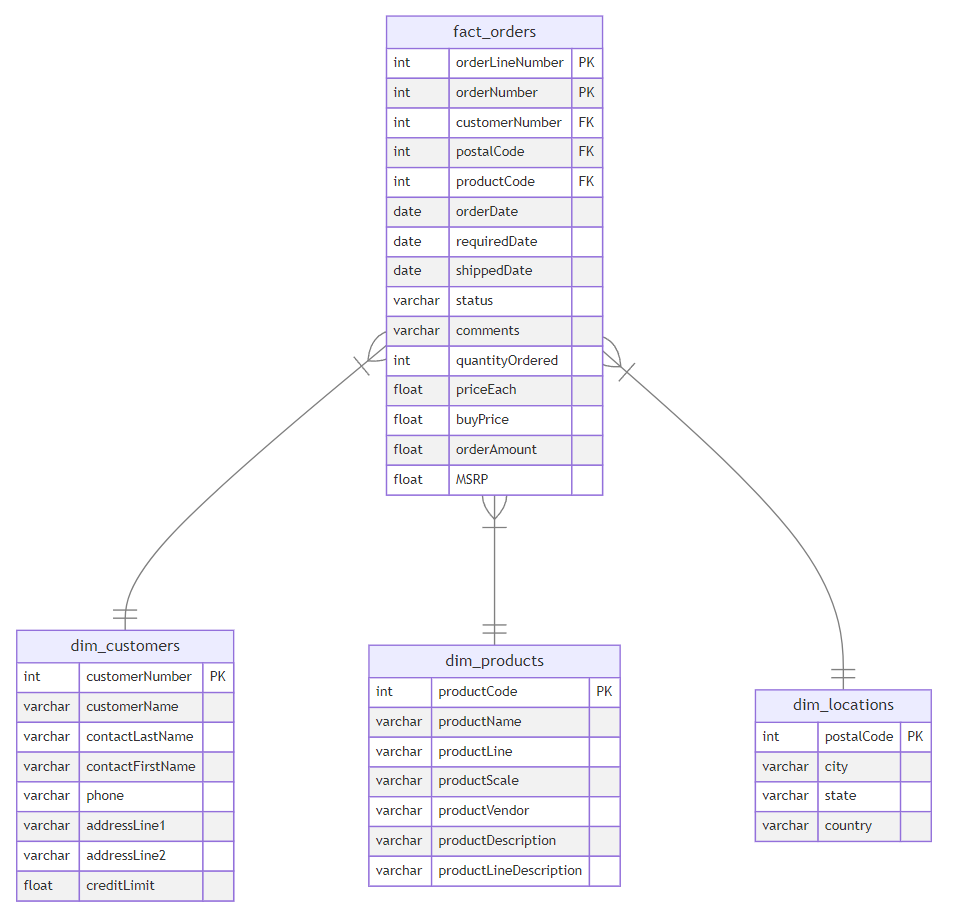 fact_orders
int orderLineNumber PK
int orderNumber PK
int customerNumber FK
int postalCode FK
int productCode FK
date orderDate
date requiredDate
date shippedDate
varchar status
varchar comments
int quantityOrdered
float priceEach
float buyPrice
float orderAmount
float MSRP
dim_customers
int customerNumber PK
varchar customerName
varchar contactLastName
varchar contactFirstName
varchar phone
varchar addressLine1
varchar addressLine2
float creditLimit
dim_products
int productCode PK
varchar productName
varchar productLine
varchar productScale
varchar productVendor
varchar productDescription
varchar productLineDescription
dim_locations
int postalCode PK
varchar city
varchar state
varchar country